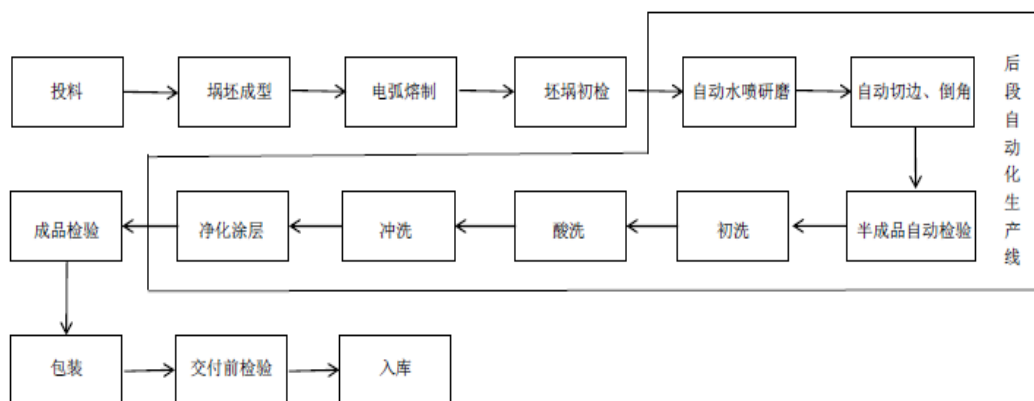 投料
埚坯成型
电弧熔制
坯埚初检
自动水喷研磨
自动切边、倒角
后段自动化生产线
成品检验
净化涂层
冲洗
酸洗
初洗
半成品自动检验
包装
交付前检验
入库